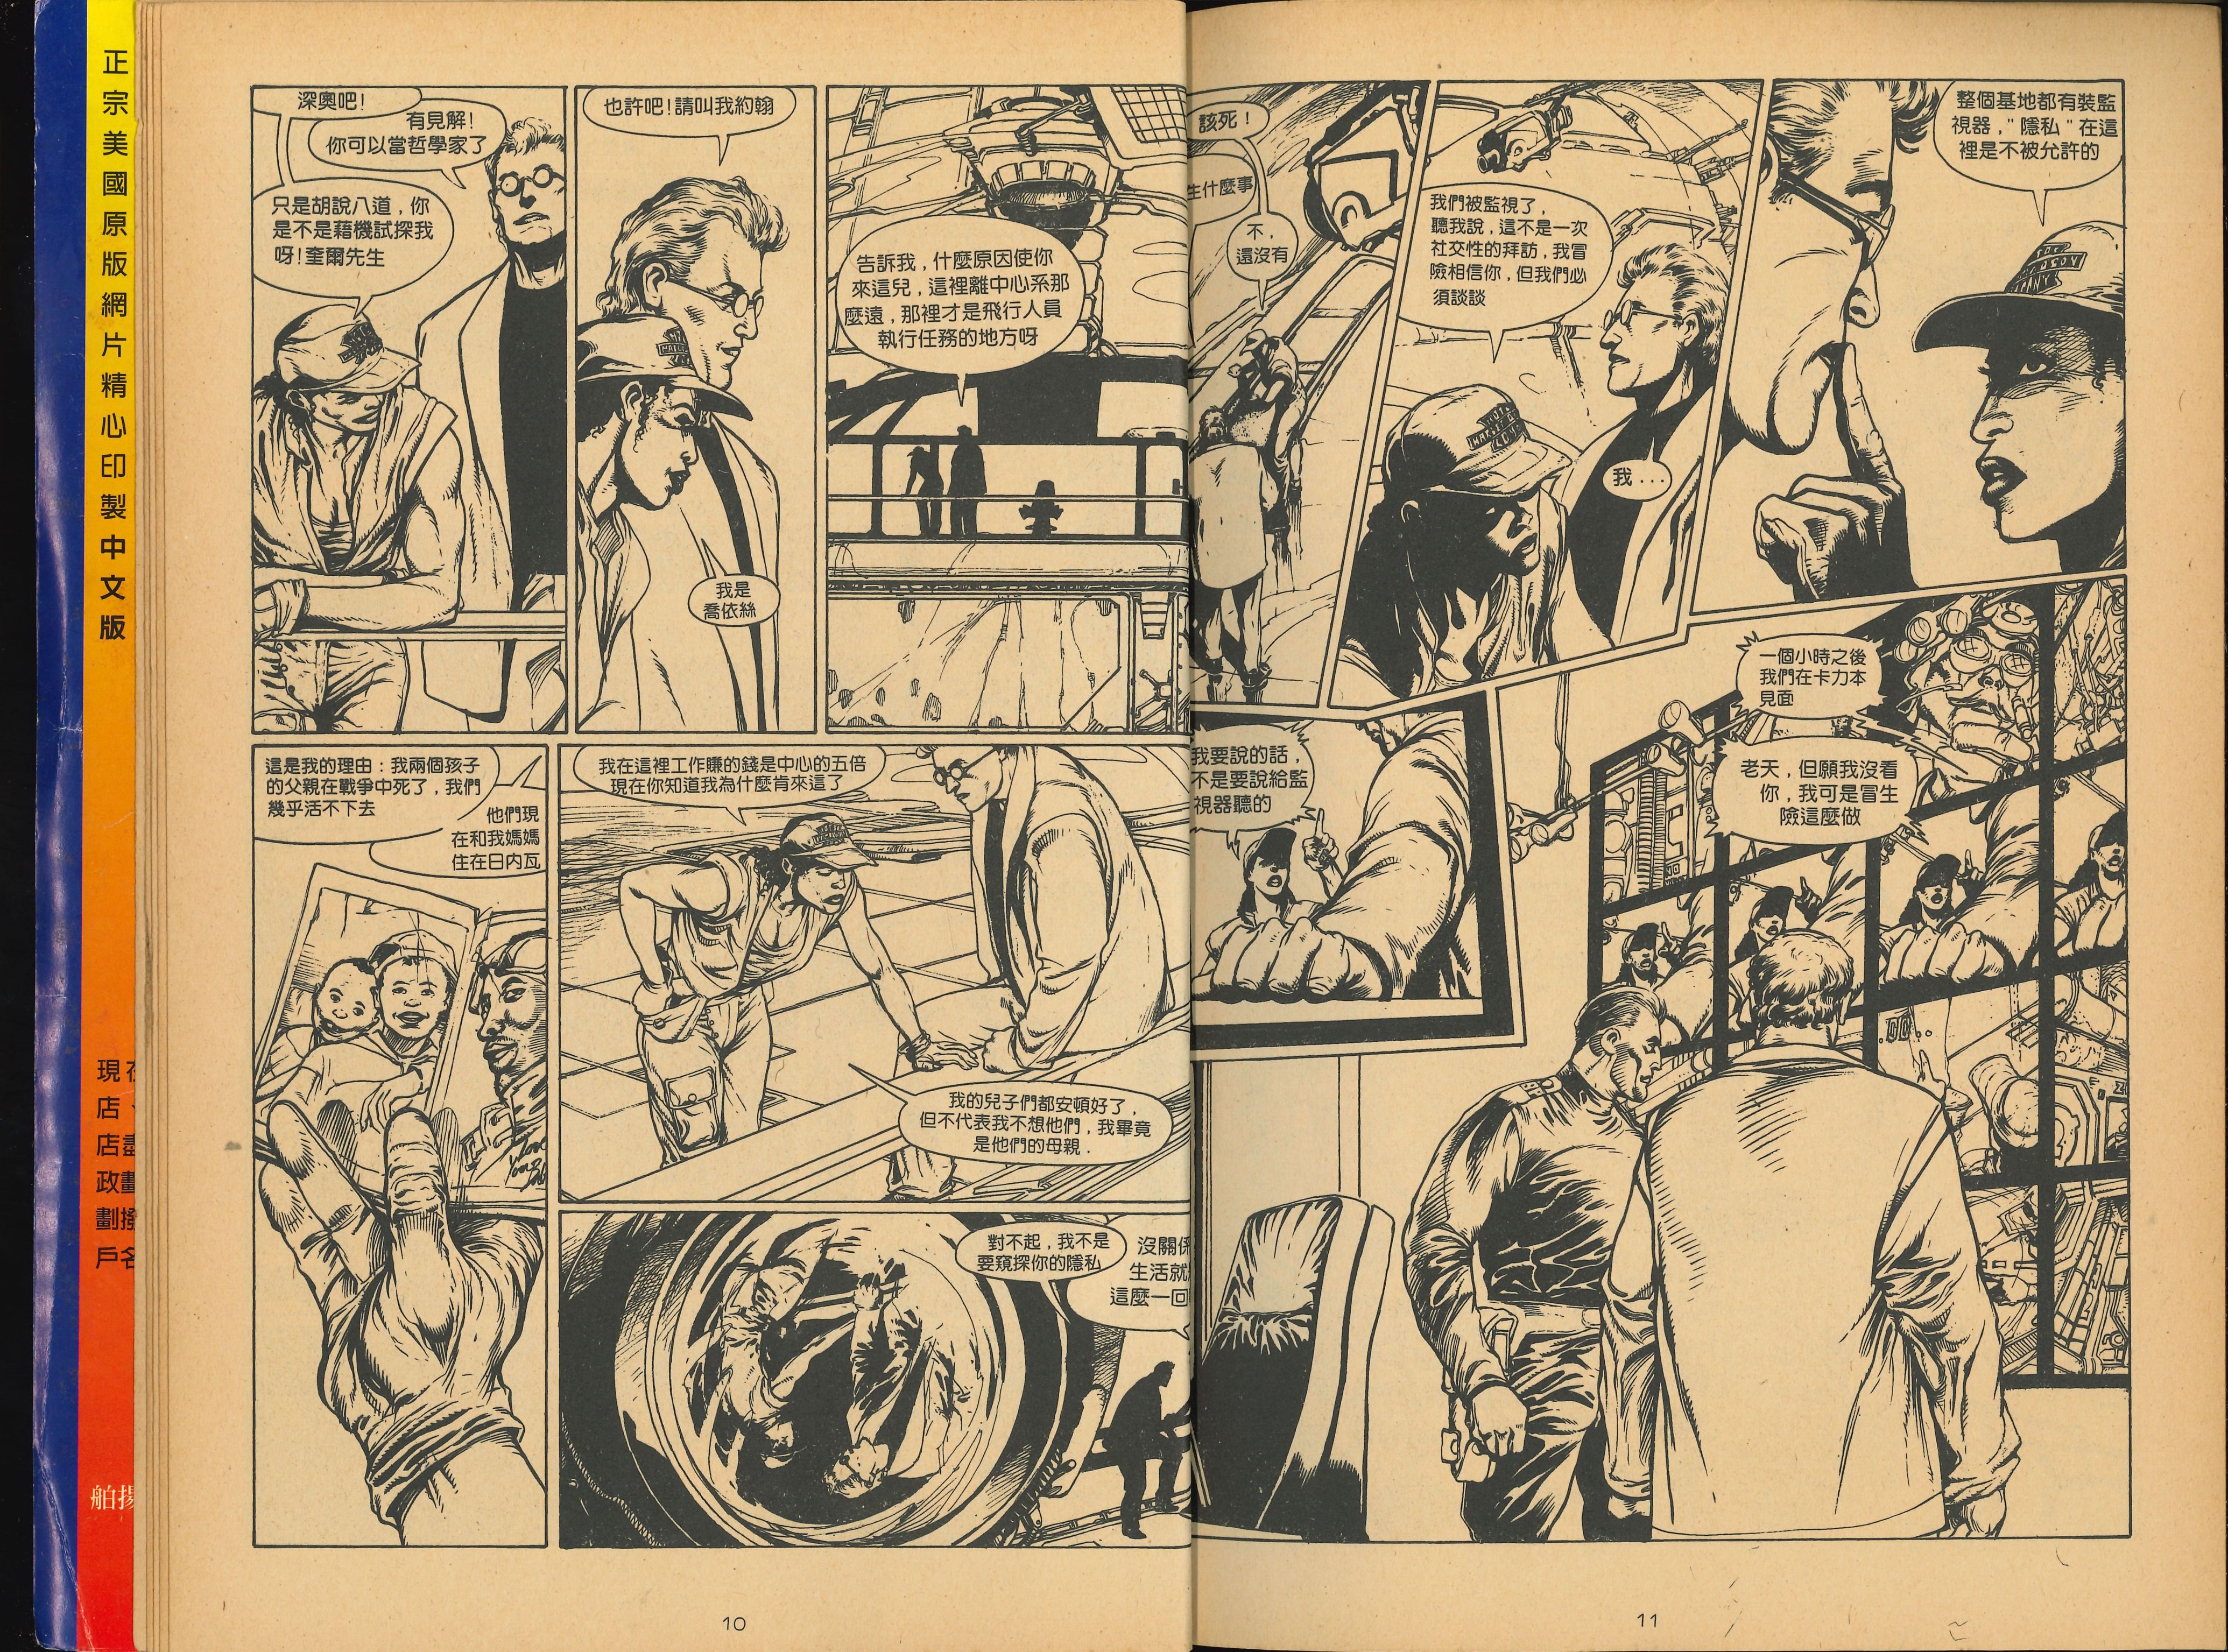 正宗美國原版網片精心印製中文版
現在
店、
店盡
政劃
劃撥
戶名
舶揚
深奧吧!
有見解!
你可以當哲學家了
只是胡說八道,你
是不是藉機試探我
呀!奎爾先生
也許吧!請叫我約翰
我是
喬依絲
告訴我,什麼原因使你
來這兒,這裡離中心系那
麼遠,那裡才是飛行人員
執行任務的地方呀
這是我的理由:我兩個孩子
的父親在戰爭中死了,我們
幾乎活不下去
他們現
在和我媽媽
住在日內瓦
我在這裡工作賺的錢是中心的五倍
現在你知道我為什麼肯來這了
我的兒子們都安頓好了,
但不代表我不想他們,我畢竟
是他們的母親.
對不起,我不是
要窺探你的隱私
沒關係
生活就
這麼一回
10
該死!
生什麼事
不,
還沒有
我們被監視了,
聽我說,這不是一次
社交性的拜訪,我冒
險相信你,但我們必
須談談
我...
整個基地都有裝監
視器,"隱私"在這
裡是不被允許的
我要說的話,
不是要說給監
視器聽的
一個小時之後
我們在卡力本
見面
老天,但願我沒看
你,我可是冒生
險這麼做
11